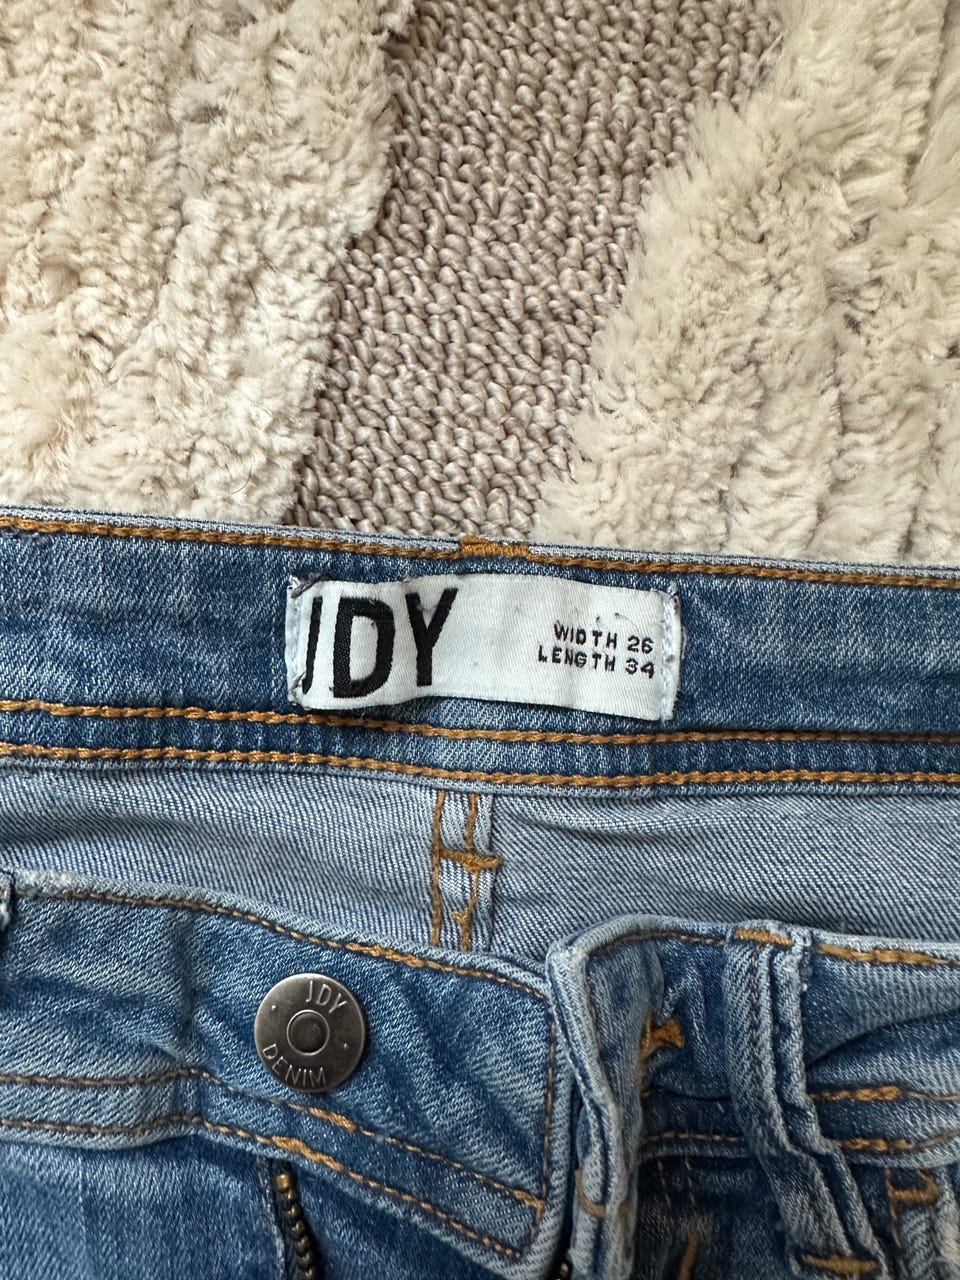 JDY
WIDTH 26
LENGTH 34
JDY
DENIM